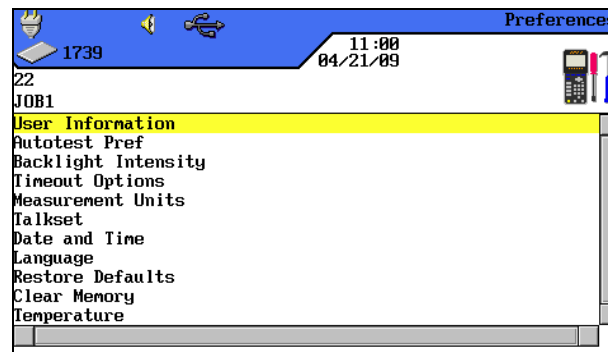 Preferences
1739
11:00
04/21/09
22
JOB1
User Information
Autotest Pref
Backlight Intensity
Timeout Options
Measurement Units
Talkset
Date and Time
Language
Restore Defaults
Clear Memory
Temperature